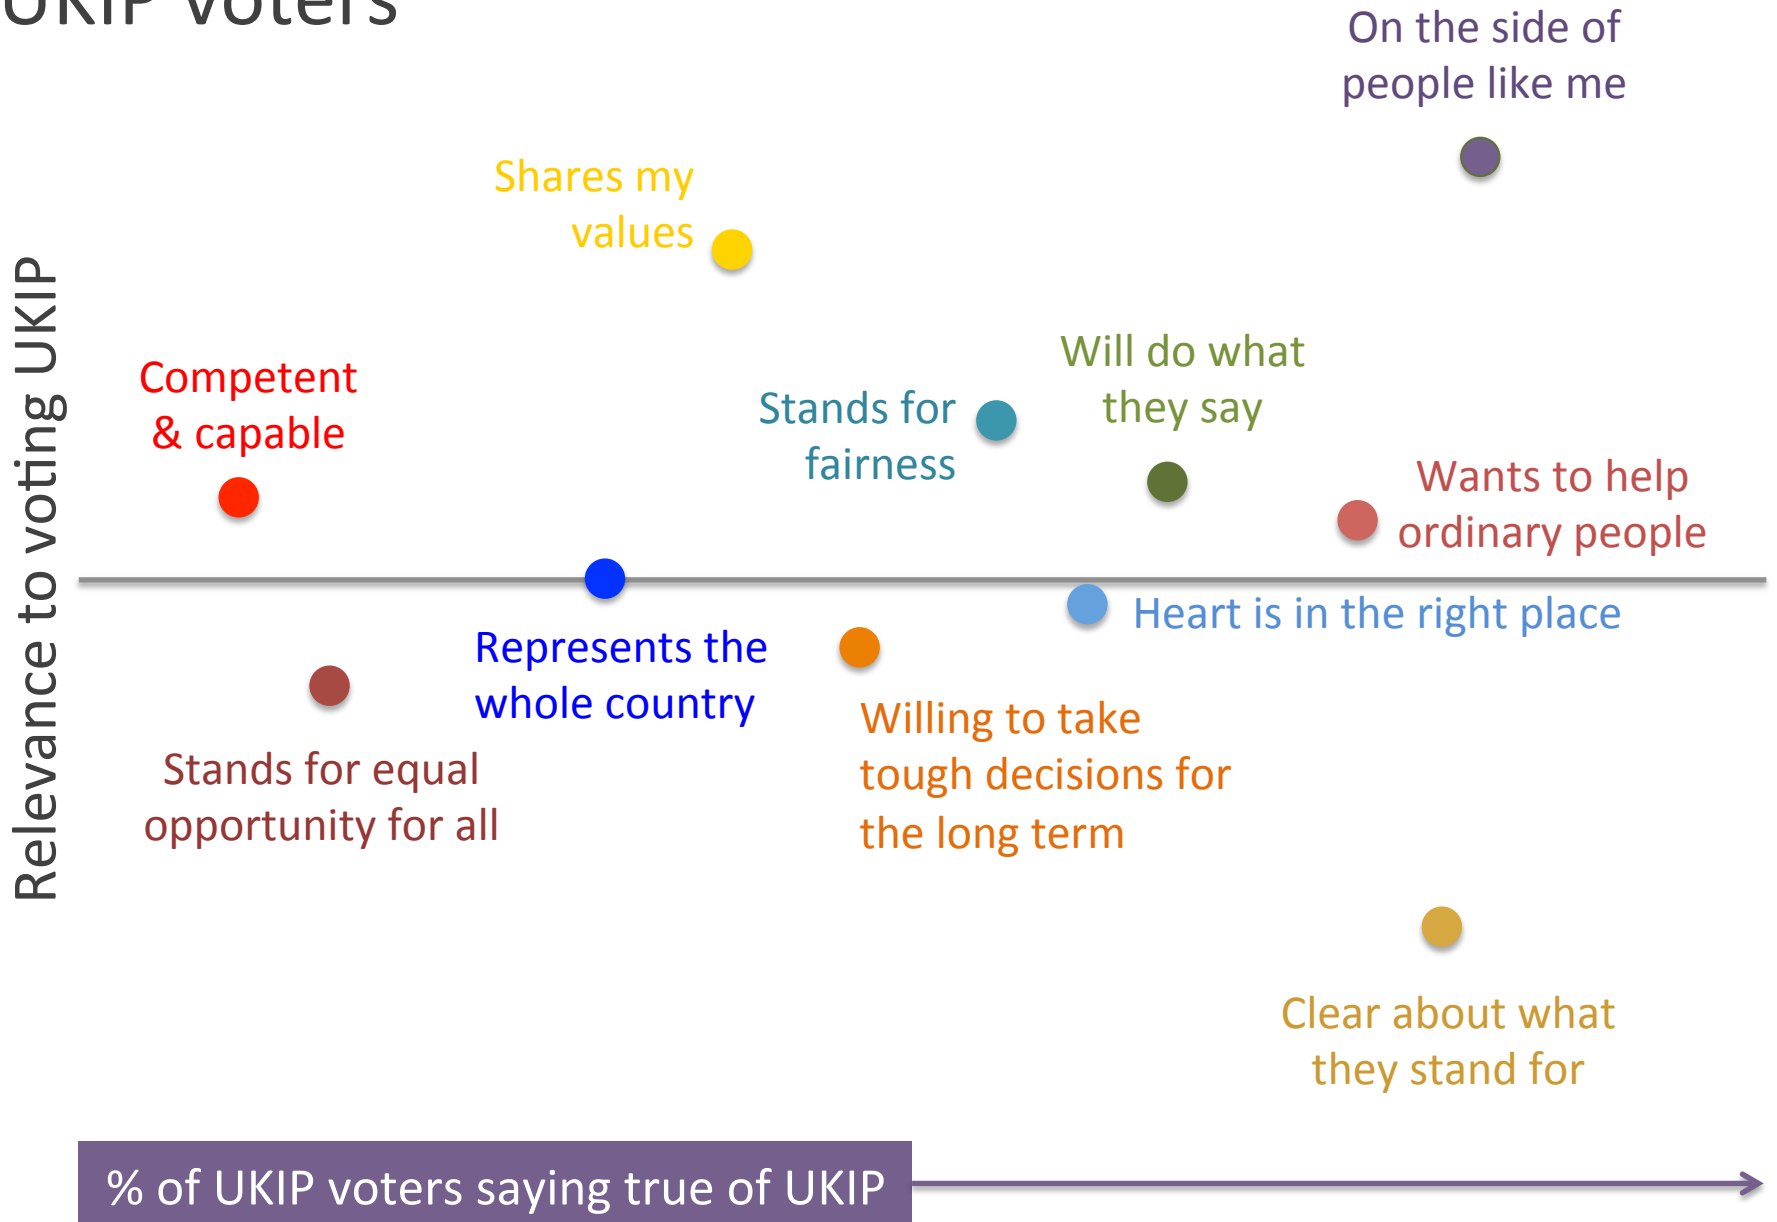 UKIP voters
On the side of
people like me
Shares my
values
Relevance to voting UKIP
Competent
& capable
Stands for
fairness
Will do what
they say
Wants to help
ordinary people
Heart is in the right place
Represents the
whole country
Stands for equal
opportunity for all
Willing to take
tough decisions for
the long term
Clear about what
they stand for
% of UKIP voters saying true of UKIP